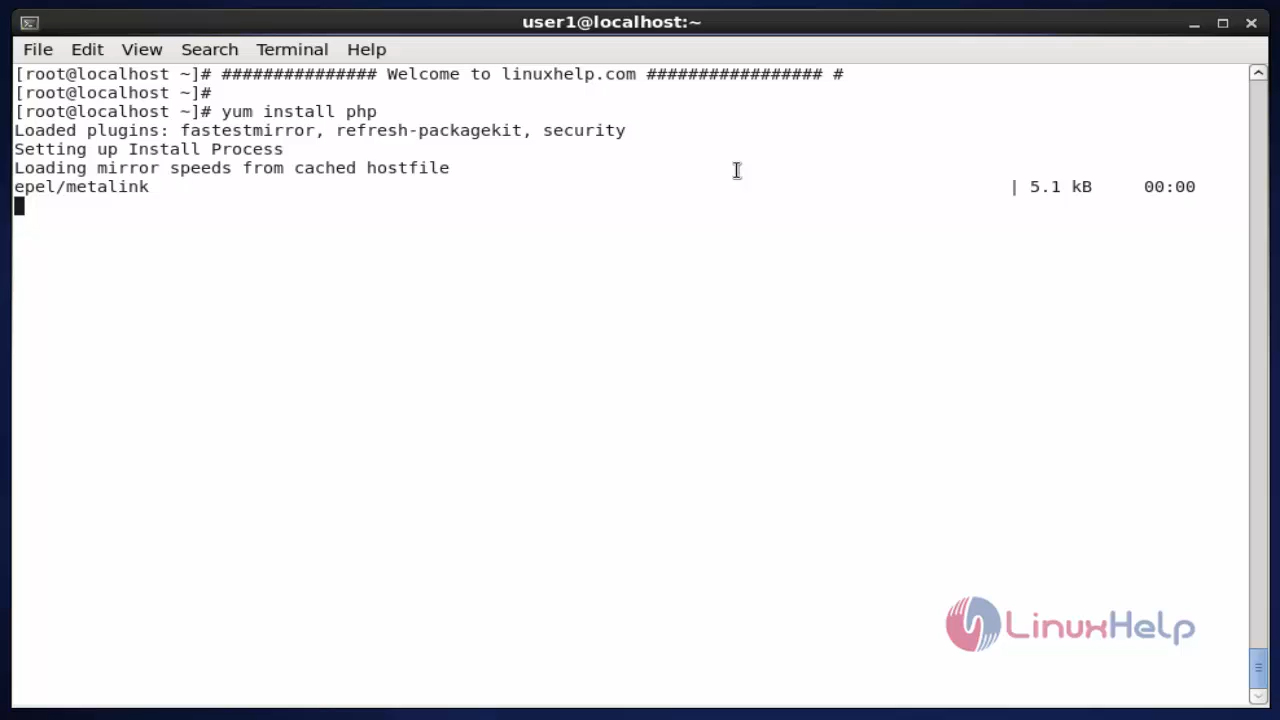 user1@localhost:~
File Edit View Search Terminal Help
[root@localhost ~]# ############### Welcome to linuxhelp.com ################# #
[root@localhost ~]#
[root@localhost ~]# yum install php
Loaded plugins: fastestmirror, refresh-packagekit, security
Setting up Install Process
Loading mirror speeds from cached hostfile
epel/metalink | 5.1 kB 00:00
LinuxHelp